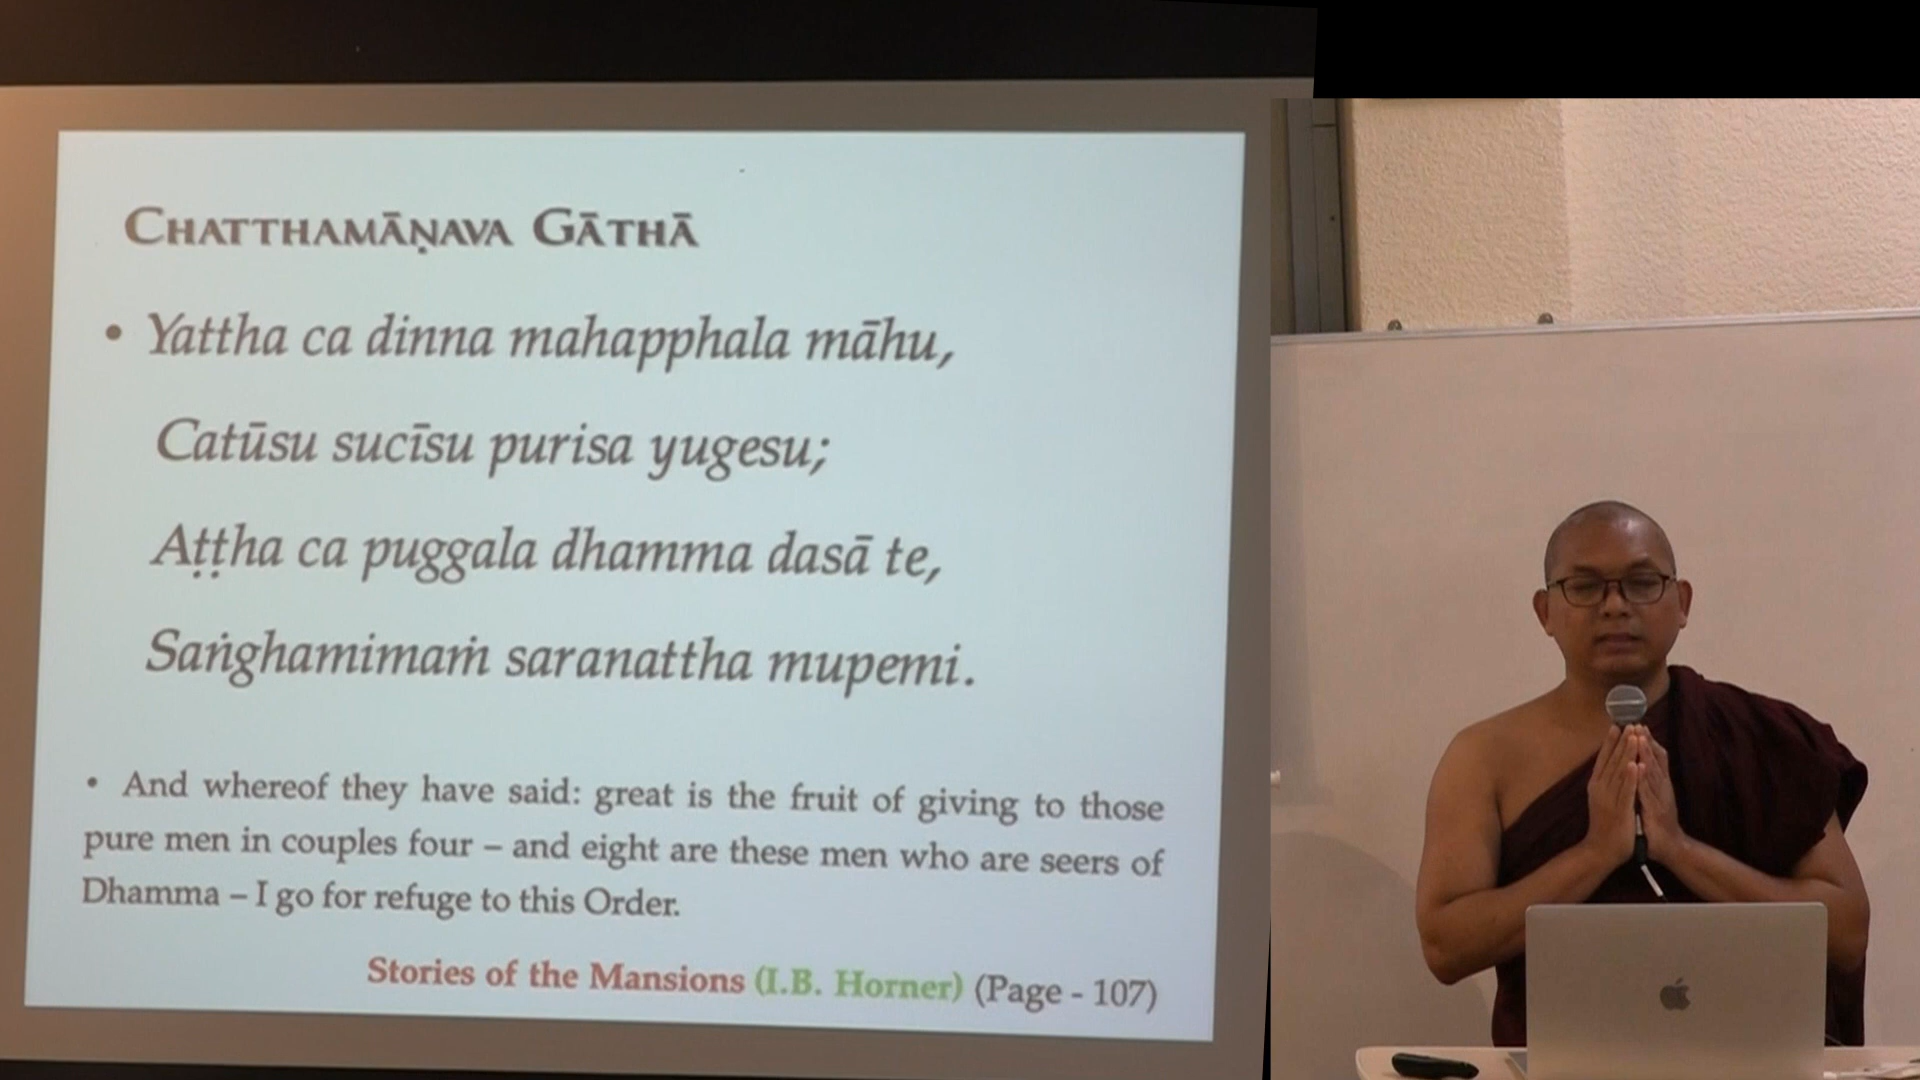 CHATTHAMĀṆAVA GĀTHĀ
• Yattha ca dinna mahapphala māhu,
Catūsu sucīsu purisa yugesu;
Aṭṭha ca puggala dhamma dasā te,
Saṅghamimaṁ saranattha mupemi.
• And whereof they have said: great is the fruit of giving to those
pure men in couples four – and eight are these men who are seers of
Dhamma – I go for refuge to this Order.
Stories of the Mansions (I.B. Horner) (Page - 107)